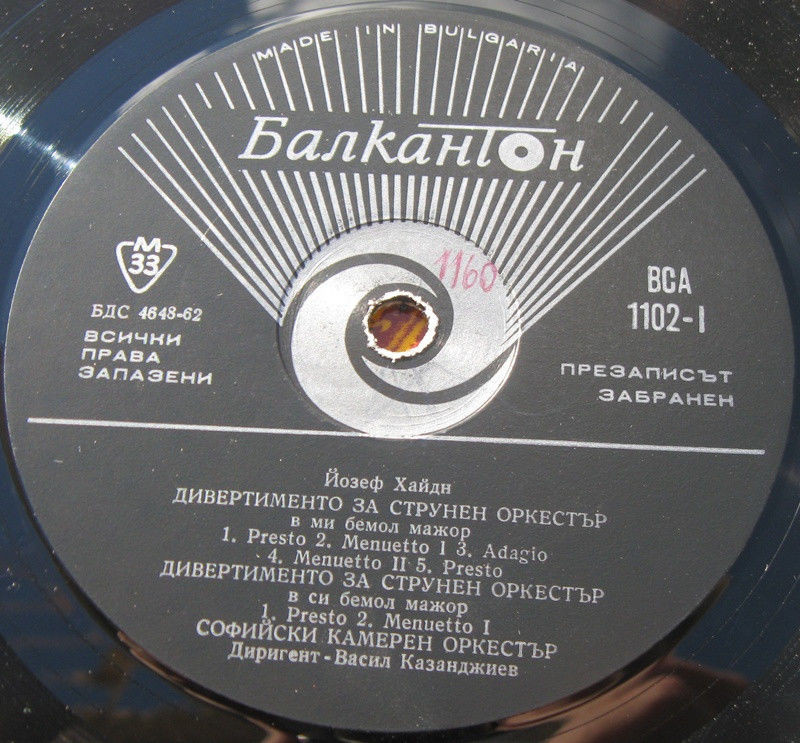 MADE IN BULGARIA
Балкантон
1160
М
33
БДС 4648-62
ВСИЧКИ
ПРАВА
ЗАПАЗЕНИ
ВСА
1102-I
ПРЕЗАПИСЪТ
ЗАБРАНЕН
Йозеф Хайдн
ДИВЕРТИМЕНТО ЗА СТРУНЕН ОРКЕСТЪР
в ми бемол мажор
1. Presto 2. Menuetto I 3. Adagio
4. Menuetto II 5. Presto
ДИВЕРТИМЕНТО ЗА СТРУНЕН ОРКЕСТЪР
в си бемол мажор
1. Presto 2. Menuetto I
СОФИЙСКИ КАМЕРЕН ОРКЕСТЪР
Диригент - Васил Казанджиев